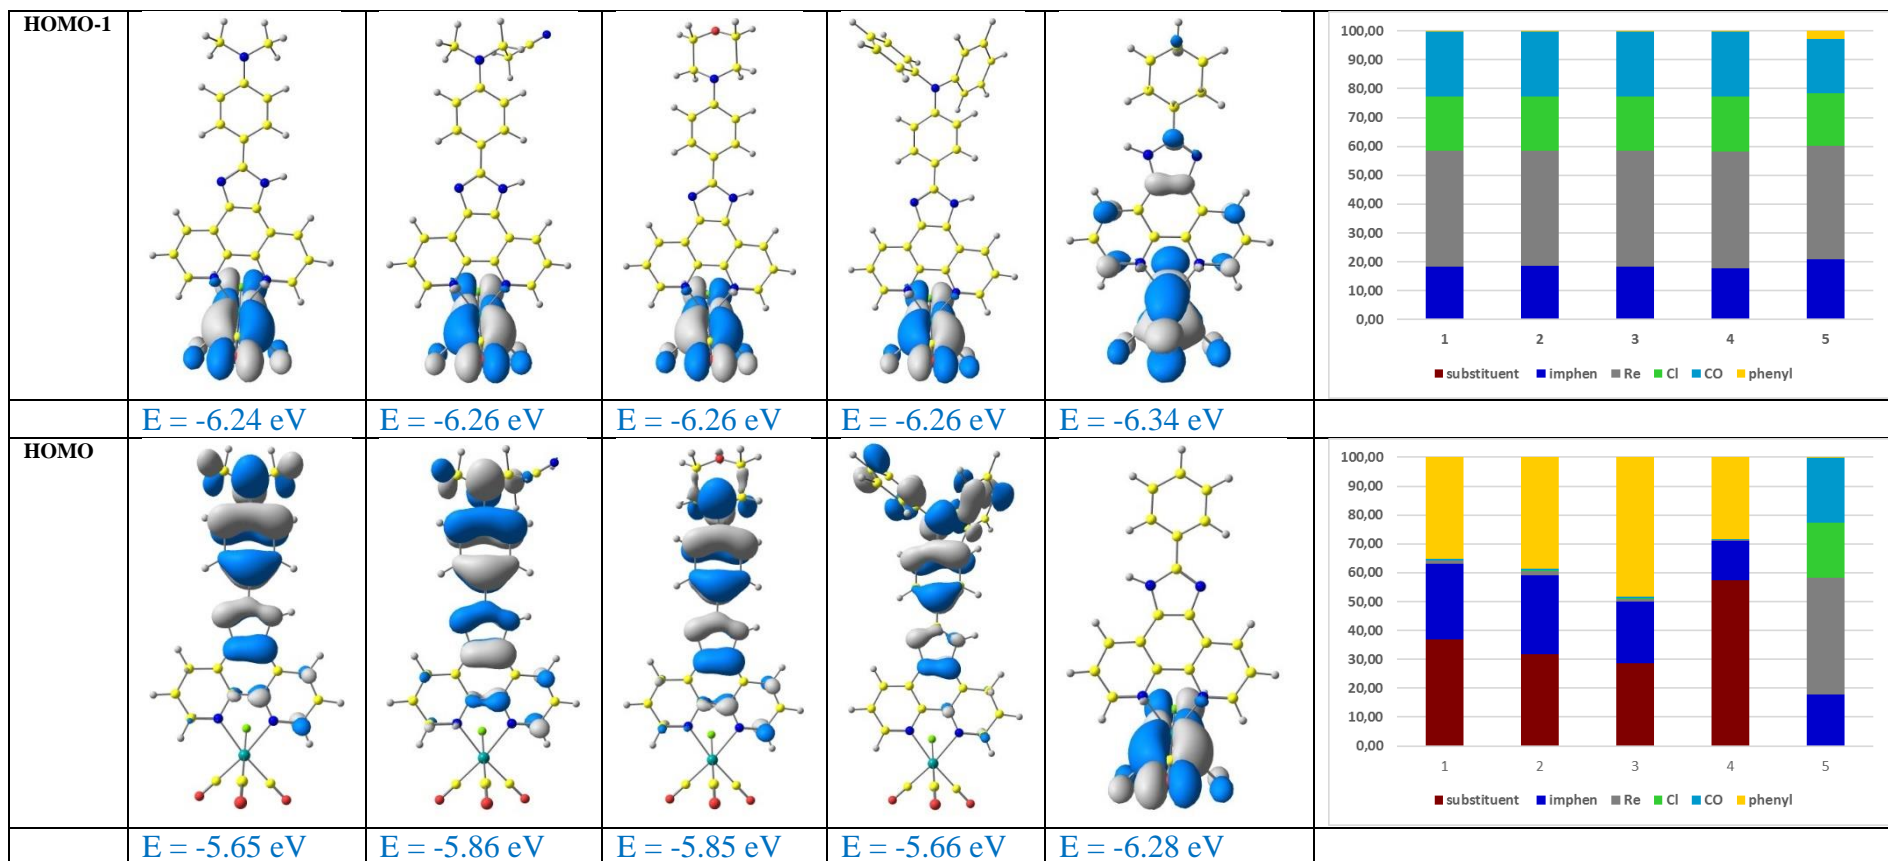 HOMO-1
100,00
90,00
80,00
70,00
60,00
50,00
40,00
30,00
20,00
10,00
0,00
1 2 3 4 5
substituent imphen Re Cl CO phenyl
E = -6.24 eV E = -6.26 eV E = -6.26 eV E = -6.26 eV E = -6.34 eV
HOMO
100,00
90,00
80,00
70,00
60,00
50,00
40,00
30,00
20,00
10,00
0,00
1 2 3 4 5
substituent imphen Re Cl CO phenyl
E = -5.65 eV E = -5.86 eV E = -5.85 eV E = -5.66 eV E = -6.28 eV